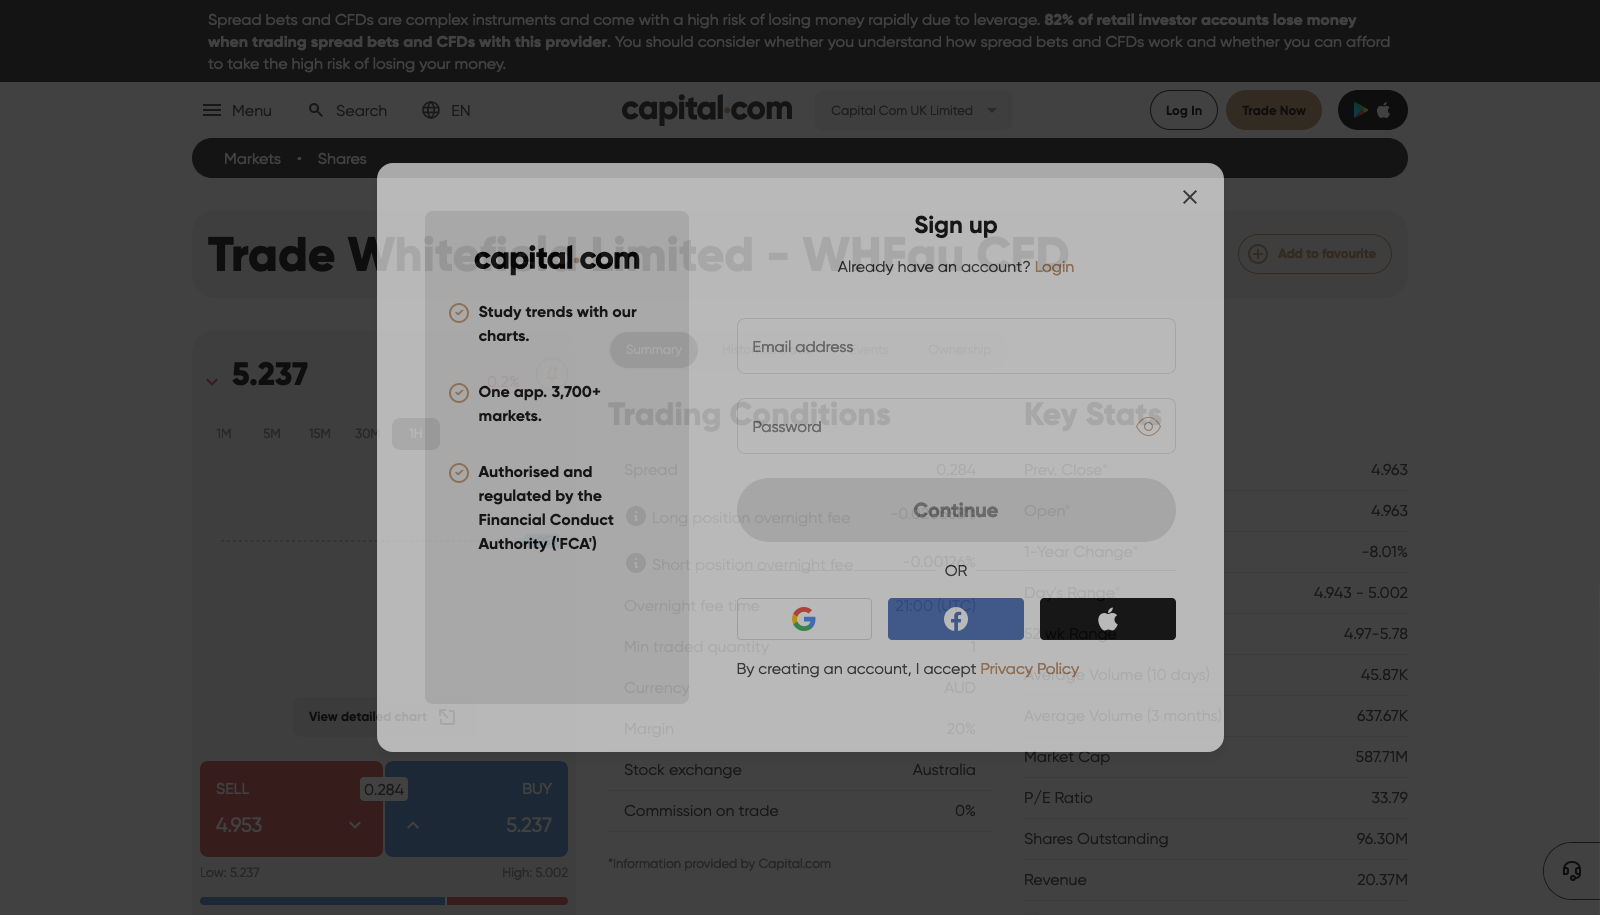 Spread bets and CFDs are complex instruments and come with a high risk of losing money rapidly due to leverage. 82% of retail investor accounts lose money
when trading spread bets and CFDs with this provider. You should consider whether you understand how spread bets and CFDs work and whether you can afford
to take the high risk of losing your money.
Menu
Search
EN
capital.com
Capital Com UK Limited
Log In
Trade Now
Markets
Shares
Trade Whitefield Limited - WHFau CFD
Add to favourite
Sign up
Already have an account? Login
capital.com
Study trends with our
charts.
One app. 3,700+
markets.
Authorised and
regulated by the
Financial Conduct
Authority ('FCA')
Email address
Password
Continue
OR
By creating an account, I accept Privacy Policy
5.237
0.2%
1M
5M
15M
30M
1H
View detailed chart
SELL
4.953
0.284
BUY
5.237
Low: 5.237
High: 5.002
Summary
Events
Ownership
Trading Conditions
Spread 0.284
Long position overnight fee
Short position overnight fee -0.00126%
Overnight fee time 21:00 (UTC)
Min traded quantity 1
Currency AUD
Margin 20%
Stock exchange Australia
Commission on trade 0%
*Information provided by Capital.com
Key Stats
Prev. Close* 4.963
Open* 4.963
1-Year Change* -8.01%
Day's Range* 4.943 - 5.002
52 wk Range 4.97-5.78
Average Volume (10 days) 45.87K
Average Volume (3 months) 637.67K
Market Cap 587.71M
P/E Ratio 33.79
Shares Outstanding 96.30M
Revenue 20.37M